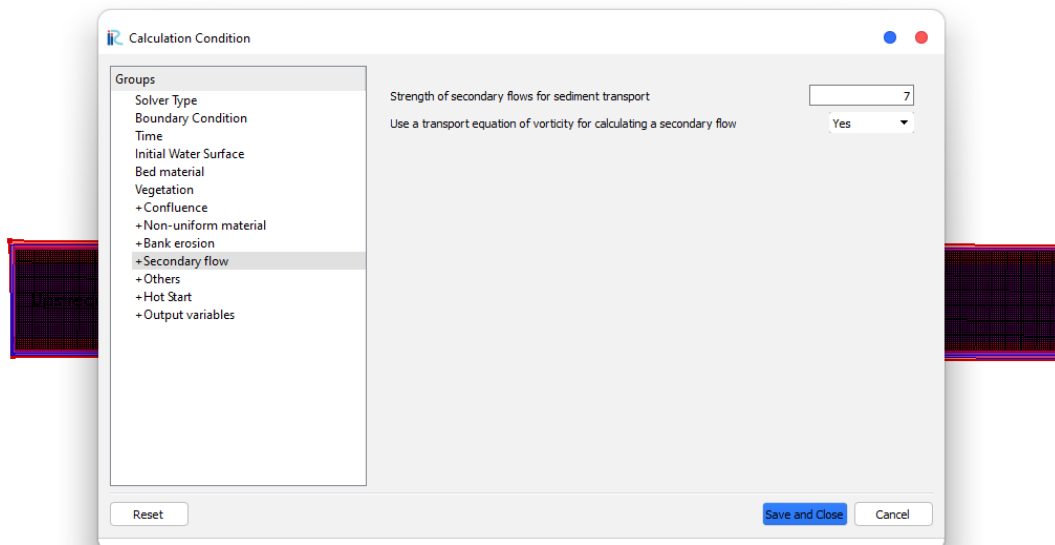 iRIC Calculation Condition
Groups
Solver Type
Boundary Condition
Time
Initial Water Surface
Bed material
Vegetation
+Confluence
+Non-uniform material
+Bank erosion
+Secondary flow
+Others
+Hot Start
+Output variables
Strength of secondary flows for sediment transport 7
Use a transport equation of vorticity for calculating a secondary flow Yes
Reset Save and Close Cancel